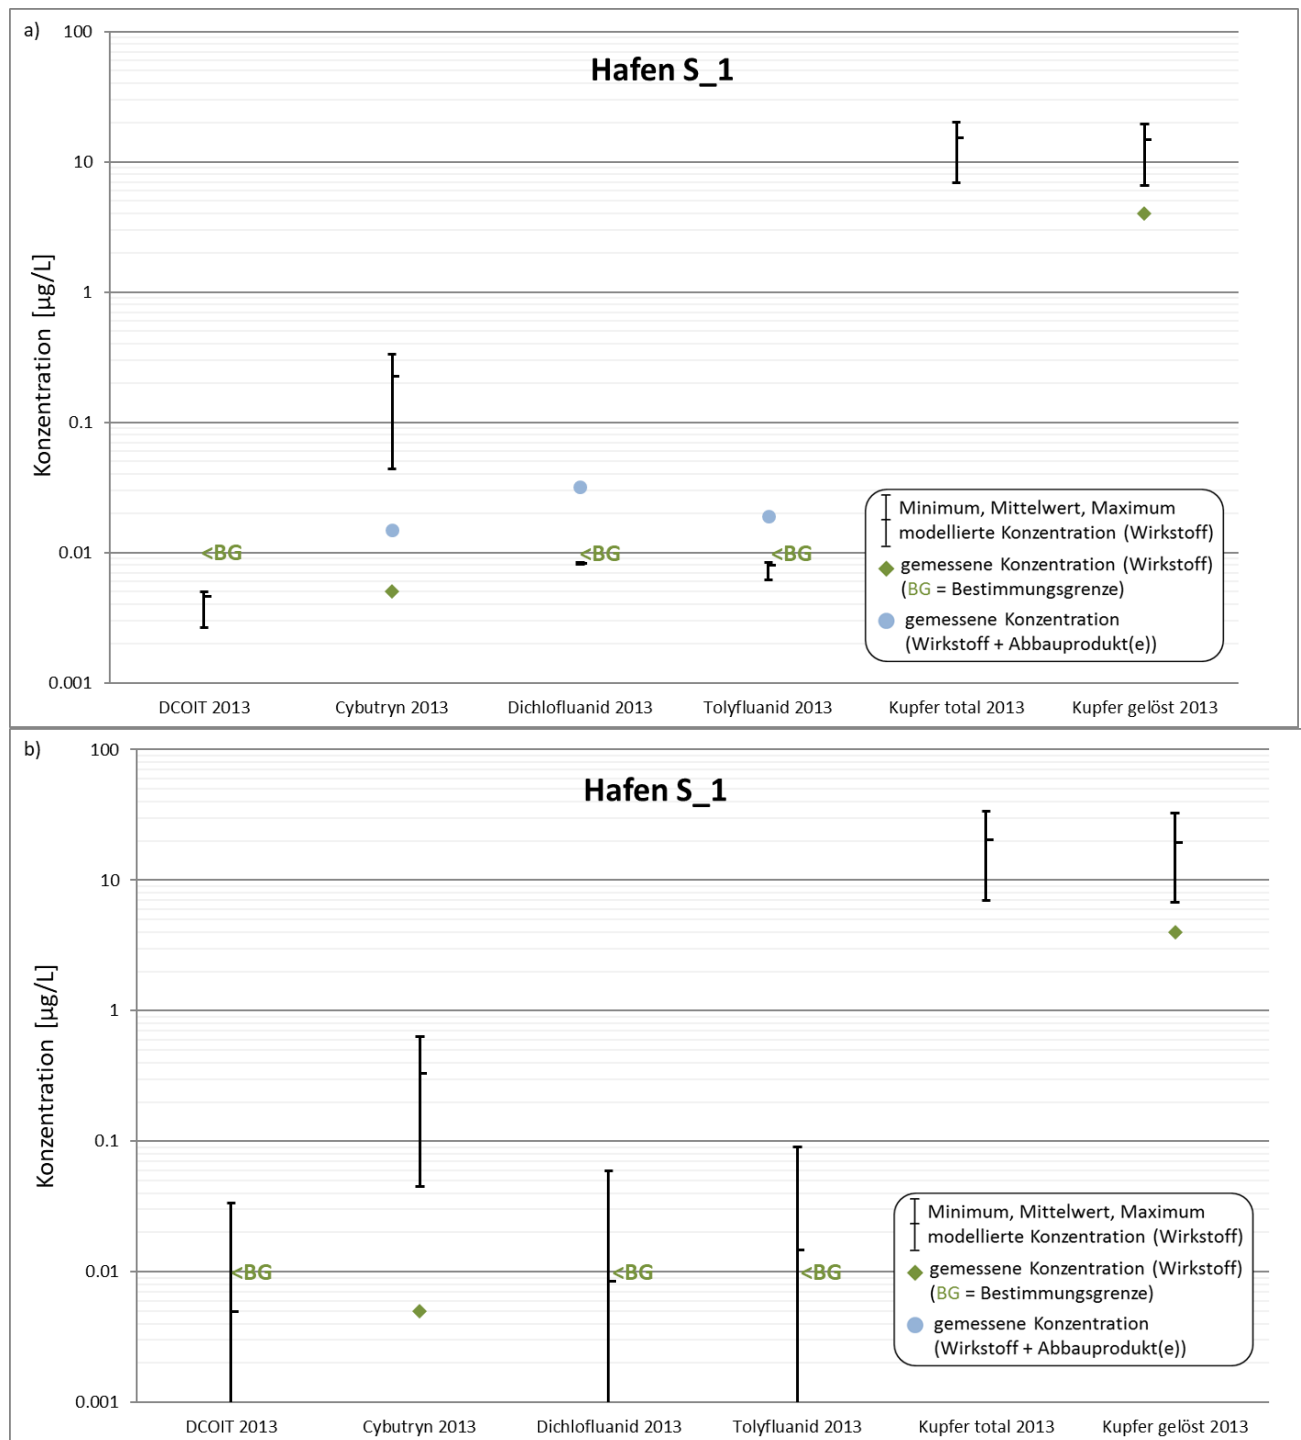 a)
Hafen S_1
Konzentration [µg/L]
100
10
1
0.1
0.01
0.001
<BG
<BG
<BG
Minimum, Mittelwert, Maximum
modellierte Konzentration (Wirkstoff)
gemessene Konzentration (Wirkstoff)
(BG = Bestimmungsgrenze)
gemessene Konzentration
(Wirkstoff + Abbauprodukt(e))
DCOIT 2013
Cybutryn 2013
Dichlofluanid 2013
Tolyfluanid 2013
Kupfer total 2013
Kupfer gelöst 2013
b)
Hafen S_1
Konzentration [µg/L]
100
10
1
0.1
0.01
0.001
<BG
<BG
<BG
Minimum, Mittelwert, Maximum
modellierte Konzentration (Wirkstoff)
gemessene Konzentration (Wirkstoff)
(BG = Bestimmungsgrenze)
gemessene Konzentration
(Wirkstoff + Abbauprodukt(e))
DCOIT 2013
Cybutryn 2013
Dichlofluanid 2013
Tolyfluanid 2013
Kupfer total 2013
Kupfer gelöst 2013